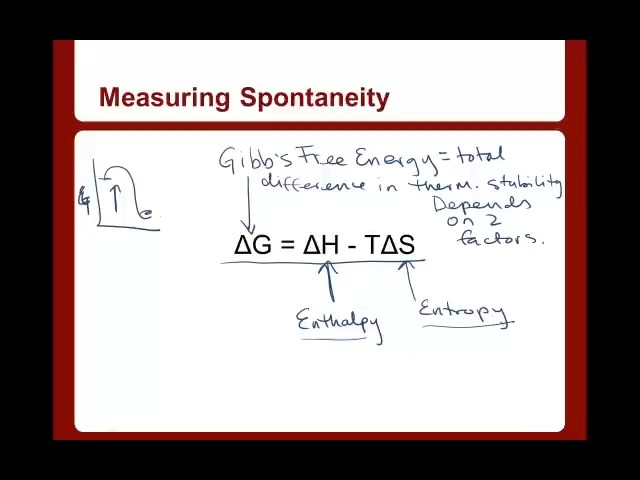 Measuring Spontaneity
Gibb's Free Energy = total
difference in therm. stability
Depends
on 2
factors.
G
ΔG = ΔH - TΔS
Enthalpy
Entropy